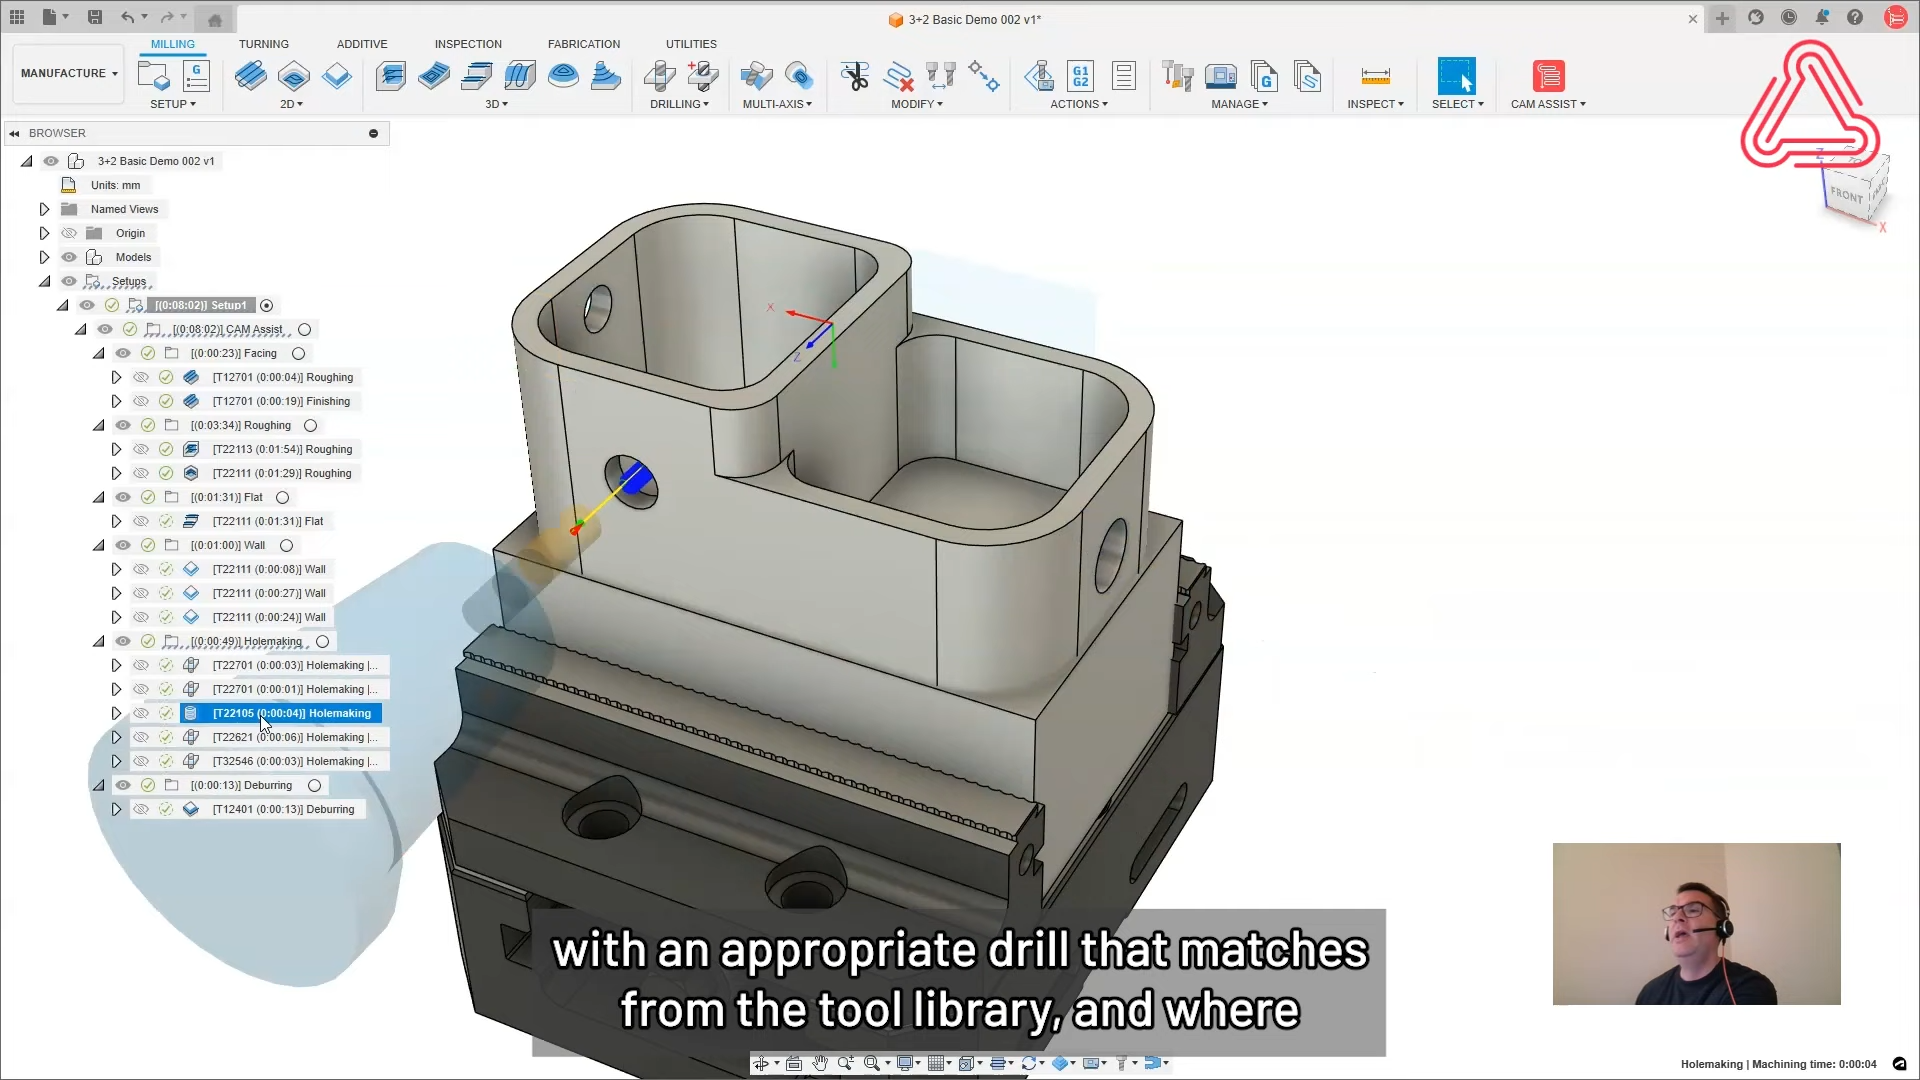 3+2 Basic Demo 002 v1*
MANUFACTURE
MILLING
TURNING
ADDITIVE
INSPECTION
FABRICATION
UTILITIES
SETUP
2D
3D
DRILLING
MULTI-AXIS
MODIFY
ACTIONS
MANAGE
INSPECT
SELECT
CAM ASSIST
G1
G2
BROWSER
3+2 Basic Demo 002 v1
Units: mm
Named Views
Origin
Models
Setups
[(0:08:02)] Setup1
[(0:08:02)] CAM Assist
[(0:00:23)] Facing
[T12701 (0:00:04)] Roughing
[T12701 (0:00:19)] Finishing
[(0:03:34)] Roughing
[T22113 (0:01:54)] Roughing
[T22111 (0:01:29)] Roughing
[(0:01:31)] Flat
[T22111 (0:01:31)] Flat
[(0:01:00)] Wall
[T22111 (0:00:08)] Wall
[T22111 (0:00:27)] Wall
[T22111 (0:00:24)] Wall
[(0:00:49)] Holemaking
[T22701 (0:00:03)] Holemaking |...
[T22701 (0:00:01)] Holemaking |...
[T22105 (0:00:04)] Holemaking
[T22621 (0:00:06)] Holemaking |...
[T32546 (0:00:03)] Holemaking |...
[(0:00:13)] Deburring
[T12401 (0:00:13)] Deburring
X
Z
Z
FRONT
X
with an appropriate drill that matches
from the tool library, and where
Holemaking | Machining time: 0:00:04